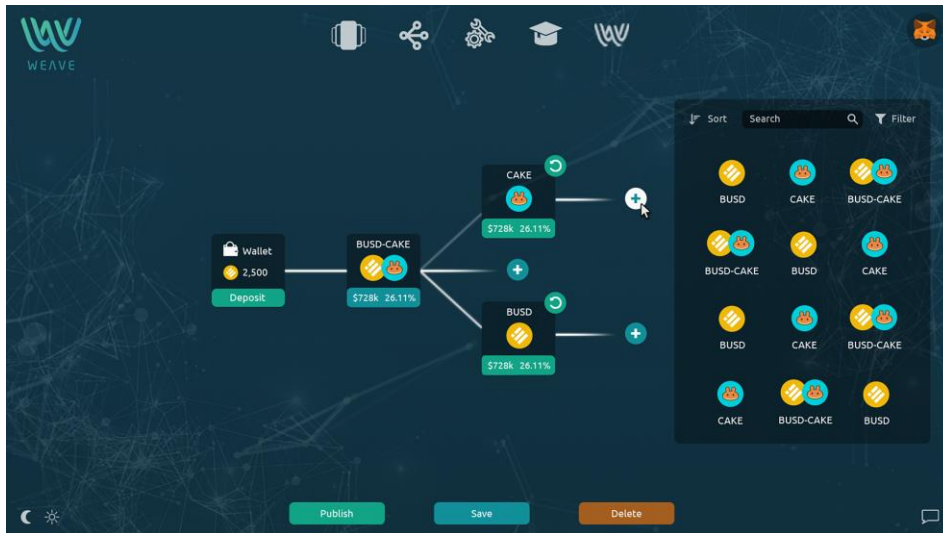 WEAVE
Sort Search Filter
BUSD CAKE BUSD-CAKE
BUSD-CAKE BUSD CAKE
BUSD CAKE BUSD-CAKE
CAKE BUSD-CAKE BUSD
Wallet
2,500
Deposit
BUSD-CAKE
$728k 26.11%
CAKE
$728k 26.11%
BUSD
$728k 26.11%
Publish Save Delete